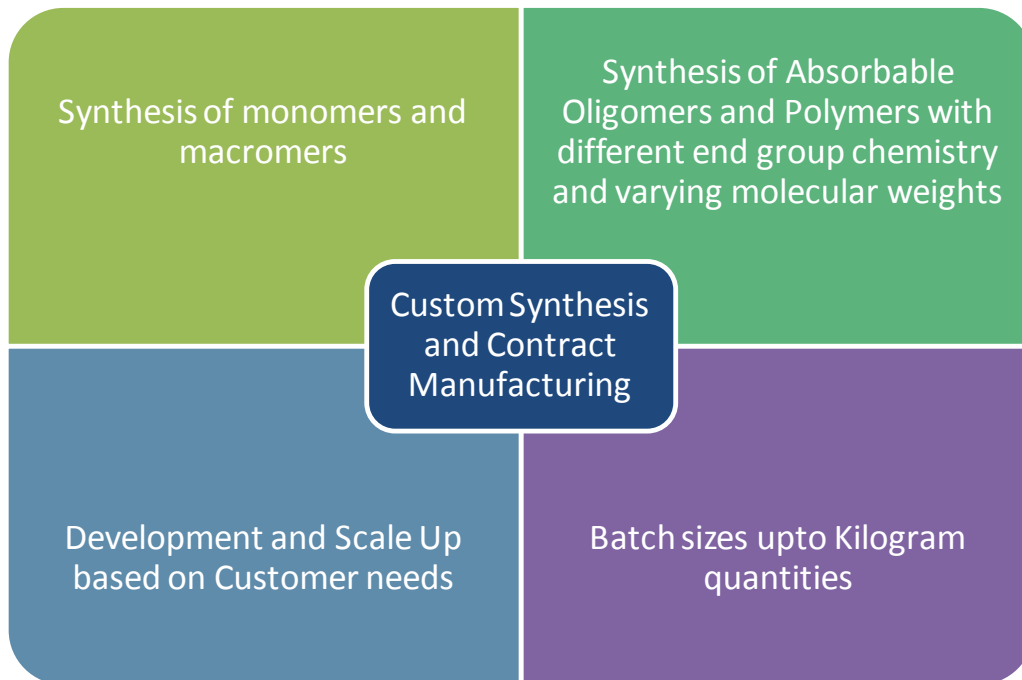 Synthesis of monomers and
macromers
Synthesis of Absorbable
Oligomers and Polymers with
different end group chemistry
and varying molecular weights
Custom Synthesis
and Contract
Manufacturing
Development and Scale Up
based on Customer needs
Batch sizes upto Kilogram
quantities